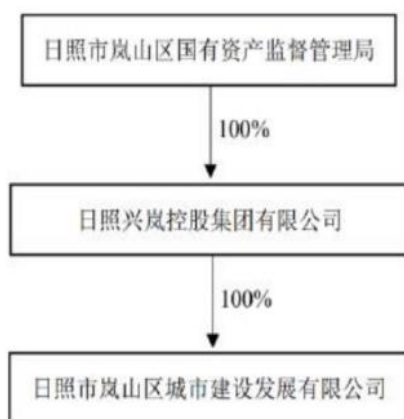 日照市岚山区国有资产监督管理局
100%
日照兴岚控股集团有限公司
100%
日照市岚山区城市建设发展有限公司